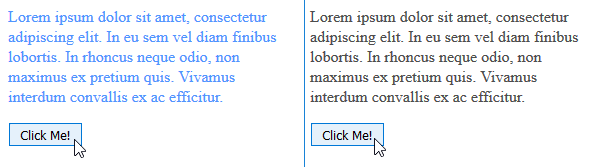 Lorem ipsum dolor sit amet, consectetur
adipiscing elit. In eu sem vel diam finibus
lobortis. In rhoncus neque odio, non
maximus ex pretium quis. Vivamus
interdum convallis ex ac efficitur.
Click Me!
Lorem ipsum dolor sit amet, consectetur
adipiscing elit. In eu sem vel diam finibus
lobortis. In rhoncus neque odio, non
maximus ex pretium quis. Vivamus
interdum convallis ex ac efficitur.
Click Me!